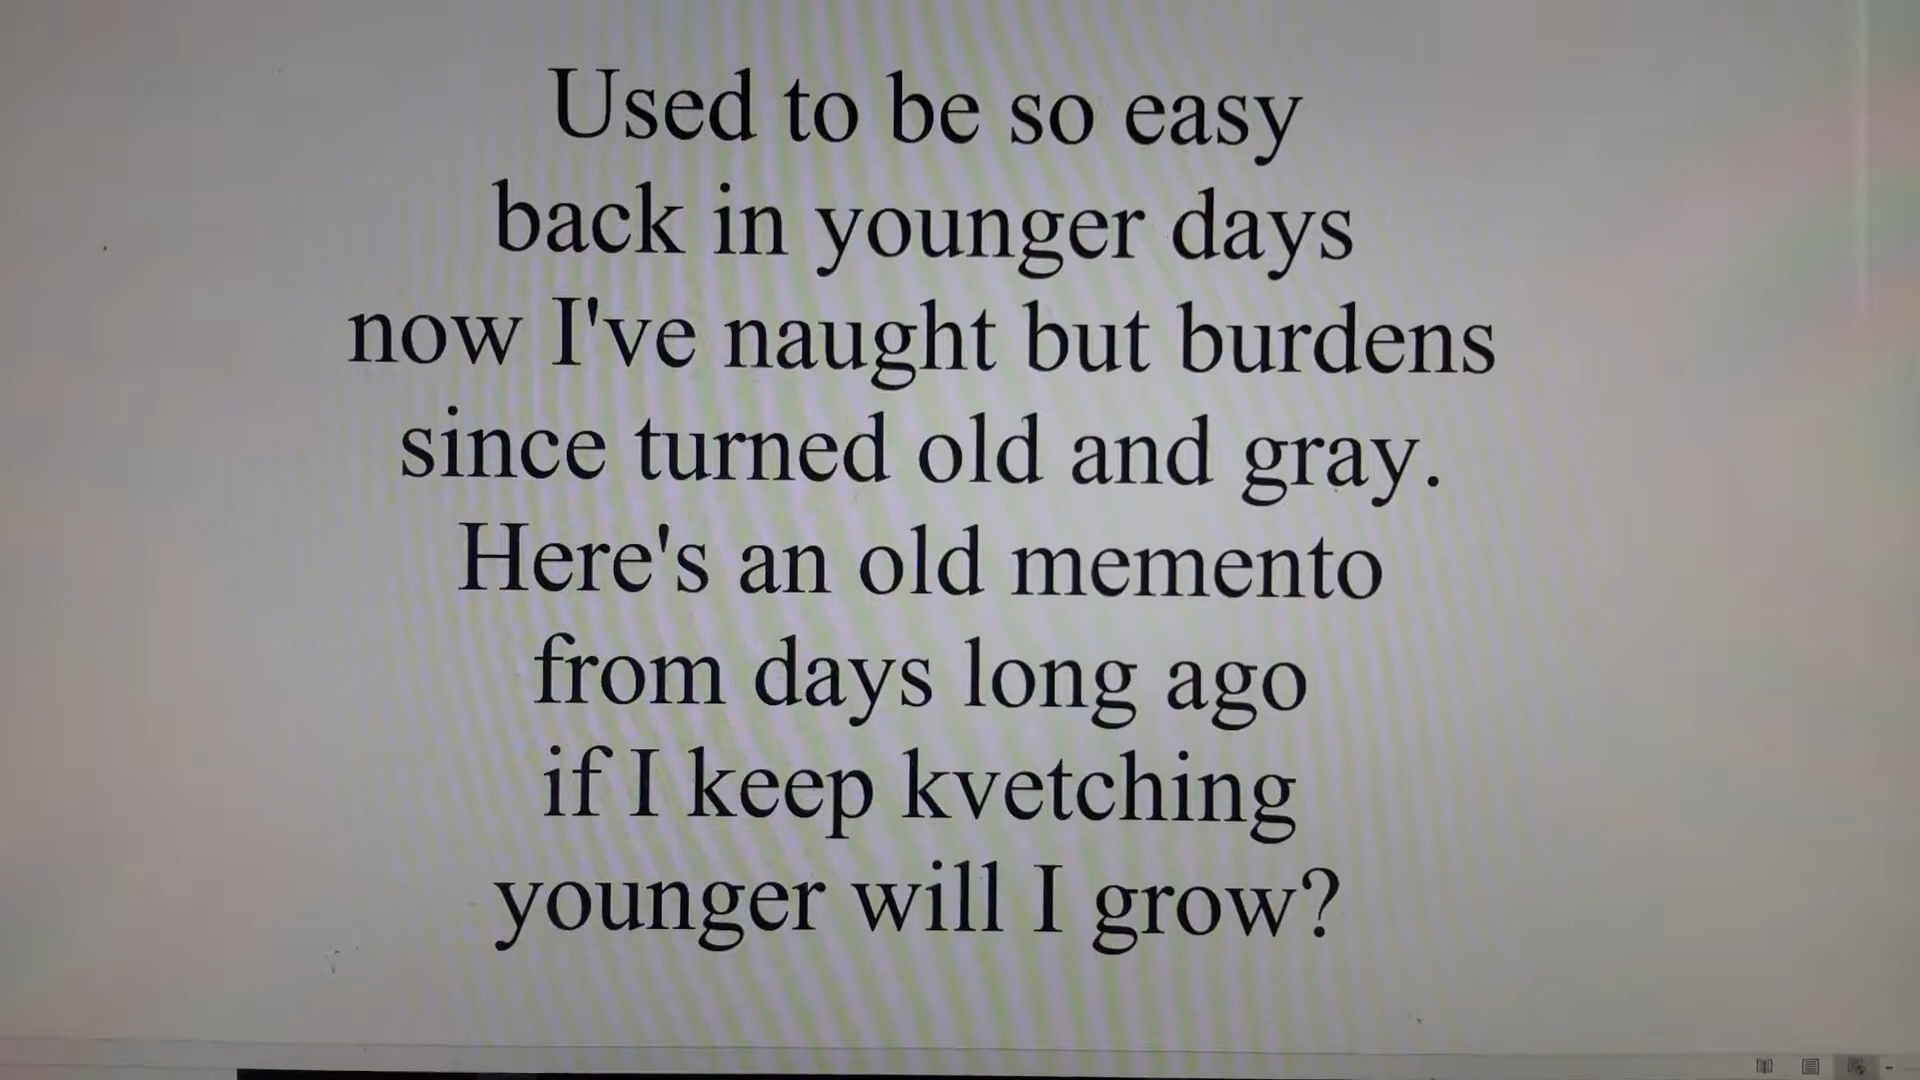 Used to be so easy
back in younger days
now I've naught but burdens
since turned old and gray.
Here's an old memento
from days long ago
if I keep kvetching
younger will I grow?